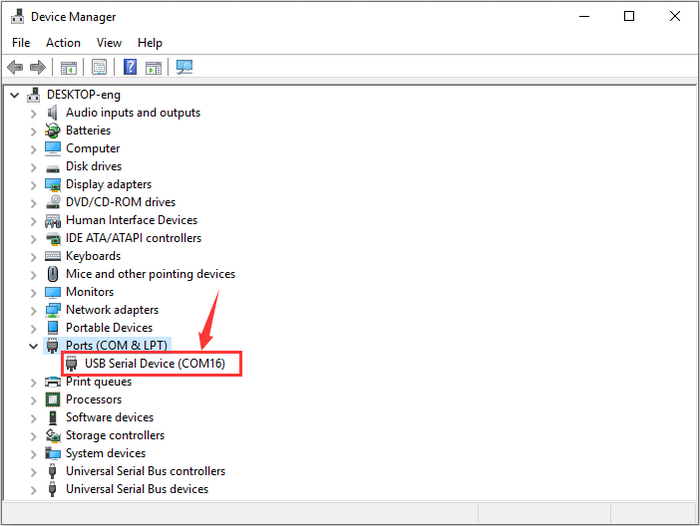 Device Manager
File Action View Help
DESKTOP-eng
Audio inputs and outputs
Batteries
Computer
Disk drives
Display adapters
DVD/CD-ROM drives
Human Interface Devices
IDE ATA/ATAPI controllers
Keyboards
Mice and other pointing devices
Monitors
Network adapters
Portable Devices
Ports (COM & LPT)
USB Serial Device (COM16)
Print queues
Processors
Software devices
Storage controllers
System devices
Universal Serial Bus controllers
Universal Serial Bus devices